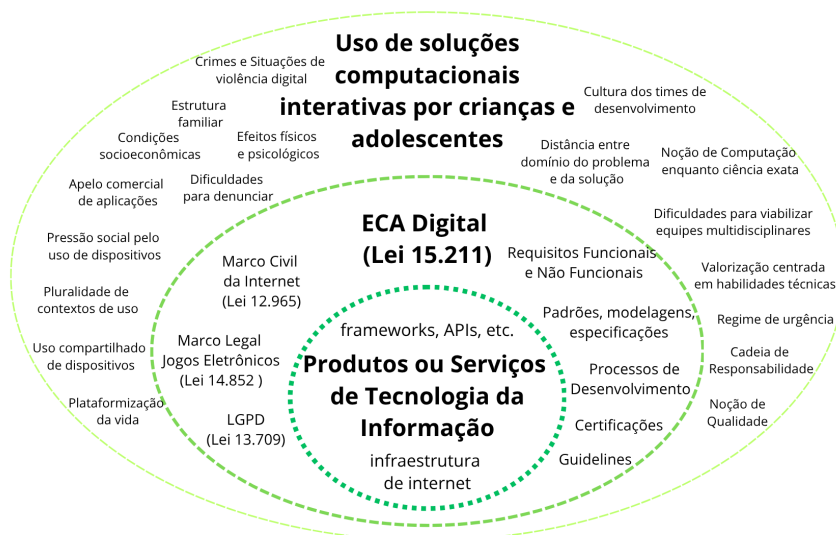 Uso de soluções
computacionais
interativas por crianças e
adolescentes
Crimes e Situações de
violência digital
Estrutura
familiar
Condições
socioeconômicas
Efeitos físicos
e psicológicos
Apelo comercial
de aplicações
Dificuldades
para denunciar
Pressão social pelo
uso de dispositivos
Pluralidade de
contextos de uso
Uso compartilhado
de dispositivos
Plataformização
da vida
Cultura dos times de
desenvolvimento
Distância entre
domínio do problema
e da solução
Noção de Computação
enquanto ciência exata
Dificuldades para viabilizar
equipes multidisciplinares
Valorização centrada
em habilidades técnicas
Regime de urgência
Cadeia de
Responsabilidade
Noção de
Qualidade
ECA Digital
(Lei 15.211)
Marco Civil
da Internet
(Lei 12.965)
Marco Legal
Jogos Eletrônicos
(Lei 14.852 )
LGPD
(Lei 13.709)
Requisitos Funcionais
e Não Funcionais
Padrões, modelagens,
especificações
Processos de
Desenvolvimento
Certificações
Guidelines
frameworks, APIs, etc.
Produtos ou Serviços
de Tecnologia da
Informação
infraestrutura
de internet